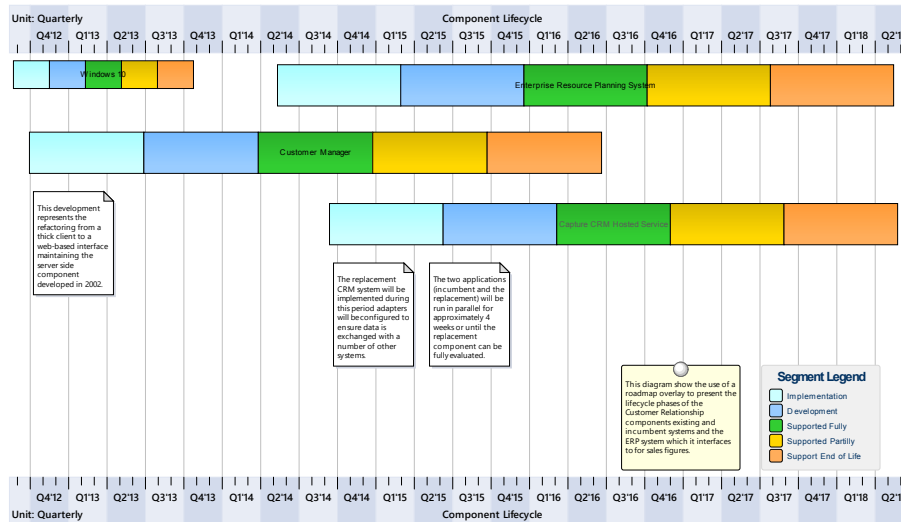 Unit: Quarterly
Component Lifecycle
Q4'12 Q1'13 Q2'13 Q3'13 Q4'13 Q1'14 Q2'14 Q3'14 Q4'14 Q1'15 Q2'15 Q3'15 Q4'15 Q1'16 Q2'16 Q3'16 Q4'16 Q1'17 Q2'17 Q3'17 Q4'17 Q1'18 Q2'1
Windows 10
Enterprise Resource Planning System
Customer Manager
Capture CRM Hosted Service
This development
represents the
refactoring from a
thick client to a
web-based interface
maintaining the
server side
component
developed in 2002.
The replacement
CRM system will be
implemented during
this period adapters
will be configured to
ensure data is
exchanged with a
number of other
systems.
The two applications
(incumbent and the
replacement) will be
run in parallel for
approximately 4
weeks or until the
replacement
component can be
fully evaluated.
This diagram show the use of a
roadmap overlay to present the
lifecycle phases of the
Customer Relationship
components existing and
incumbent systems and the
ERP system which it interfaces
to for sales figures.
Segment Legend
Implementation
Development
Supported Fully
Supported Partilly
Support End of Life
Q4'12 Q1'13 Q2'13 Q3'13 Q4'13 Q1'14 Q2'14 Q3'14 Q4'14 Q1'15 Q2'15 Q3'15 Q4'15 Q1'16 Q2'16 Q3'16 Q4'16 Q1'17 Q2'17 Q3'17 Q4'17 Q1'18 Q2'1
Unit: Quarterly
Component Lifecycle